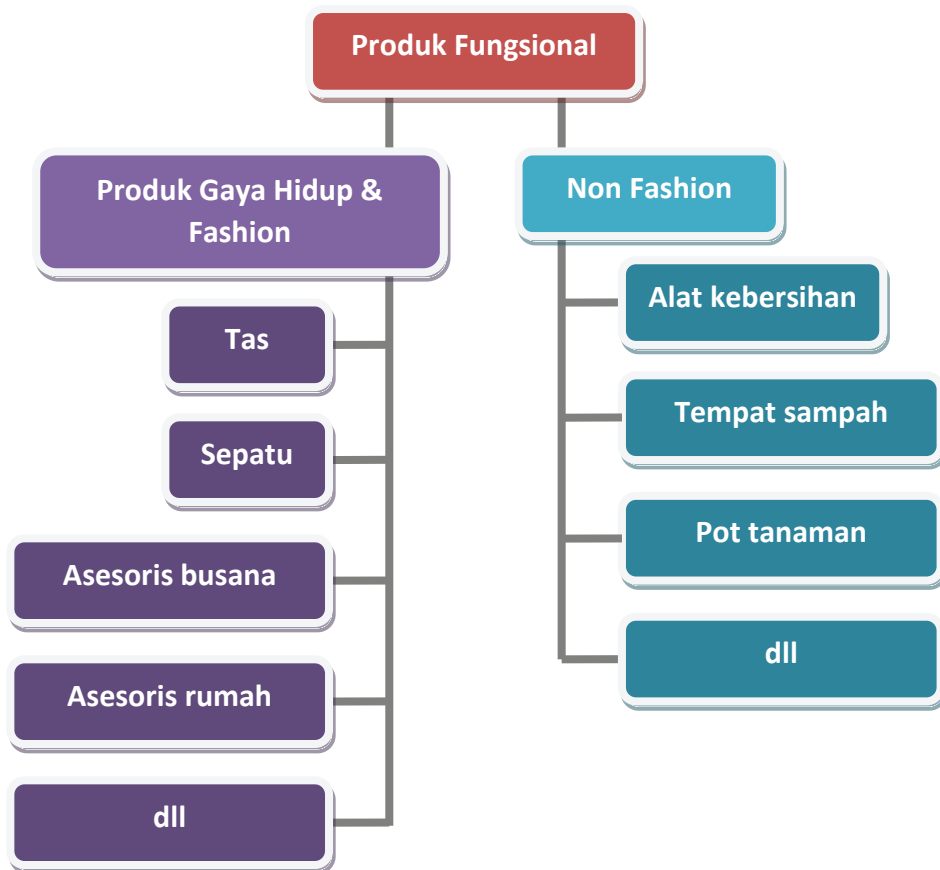 Produk Fungsional
Produk Gaya Hidup &
Fashion
Tas
Sepatu
Asesoris busana
Asesoris rumah
dll
Non Fashion
Alat kebersihan
Tempat sampah
Pot tanaman
dll